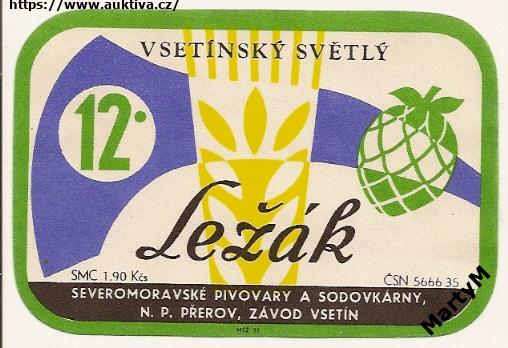 https://www.auktiva.cz/
VSETÍNSKÝ SVĚTLÝ
12°
Ležák
SMC 1,90 Kčs
ČSN 5666 35
SEVEROMORAVSKÉ PIVOVARY A SODOVKÁRNY,
N. P. PŘEROV, ZÁVOD VSETÍN
MartyM